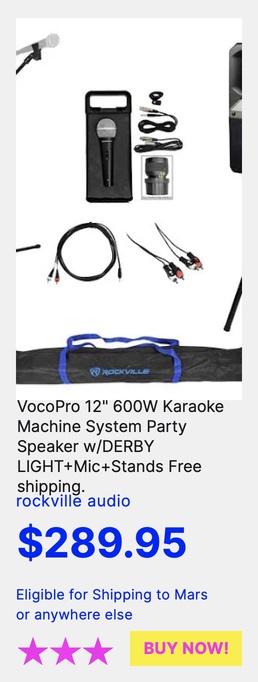 ROCKVILLE
VocoPro 12" 600W Karaoke
Machine System Party
Speaker w/DERBY
LIGHT+Mic+Stands Free
shipping.
rockville audio
$289.95
Eligible for Shipping to Mars
or anywhere else
BUY NOW!